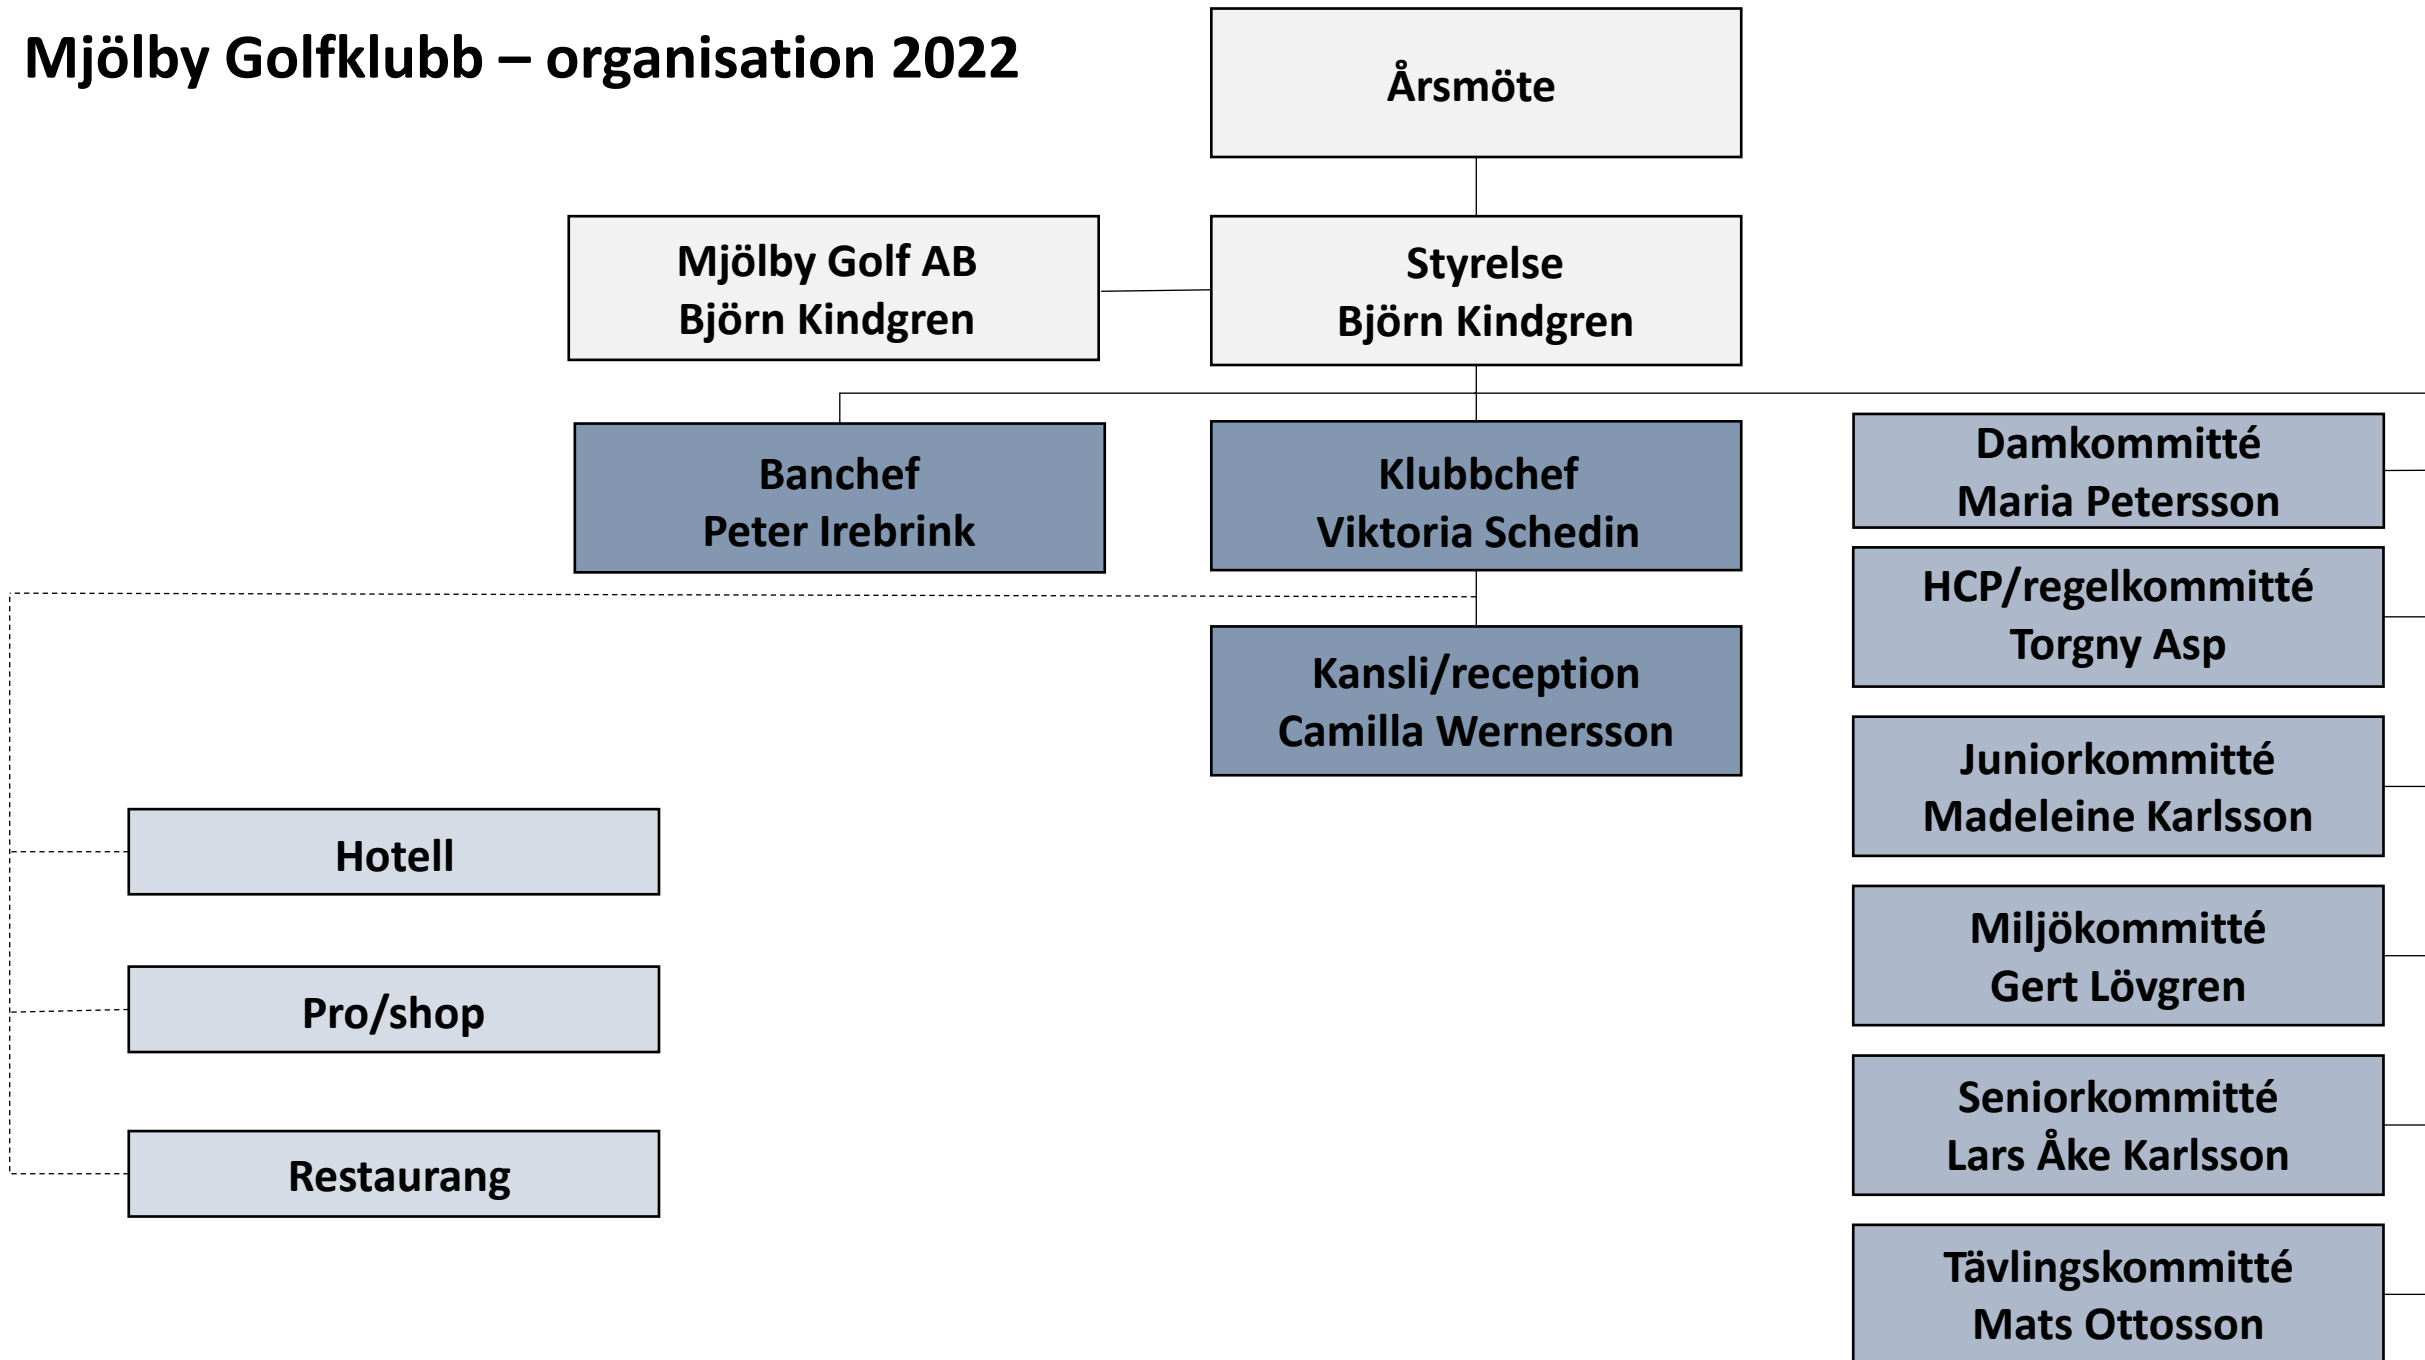 Mjölby Golfklubb – organisation 2022
Årsmöte
Mjölby Golf AB
Björn Kindgren
Styrelse
Björn Kindgren
Banchef
Peter Irebrink
Klubbchef
Viktoria Schedin
Kansli/reception
Camilla Wernersson
Hotell
Pro/shop
Restaurang
Damkommitté
Maria Petersson
HCP/regelkommitté
Torgny Asp
Juniorkommitté
Madeleine Karlsson
Miljökommitté
Gert Lövgren
Seniorkommitté
Lars Åke Karlsson
Tävlingskommitté
Mats Ottosson